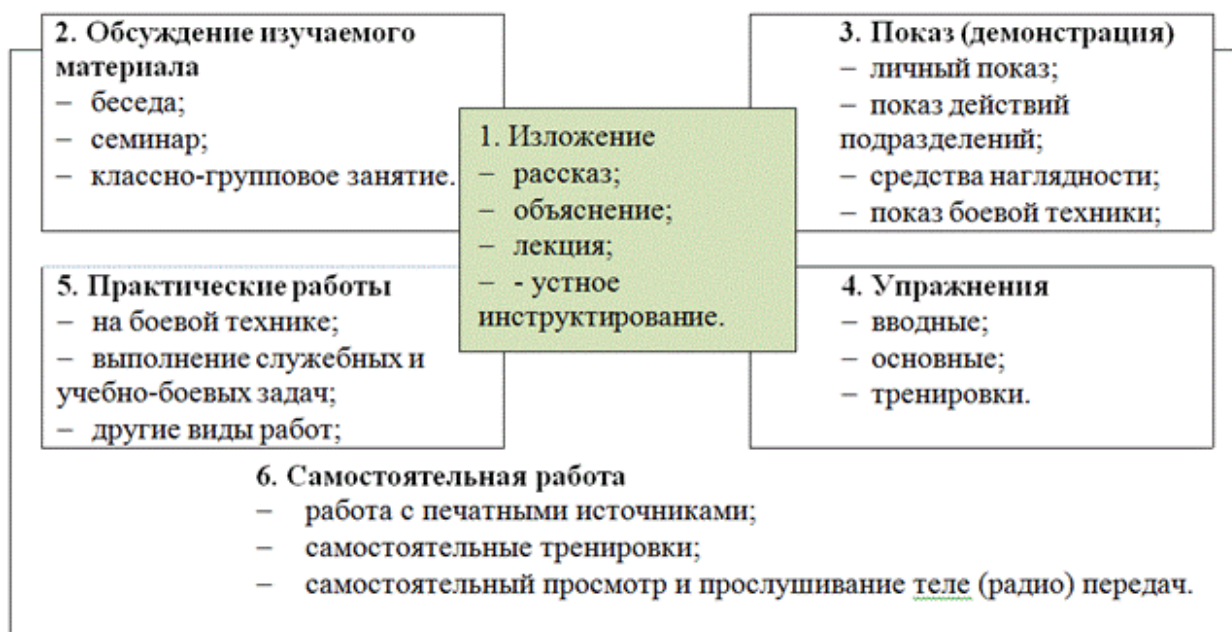 2. Обсуждение изучаемого
материала
– беседа;
– семинар;
– классно-групповое занятие.
3. Показ (демонстрация)
– личный показ;
– показ действий
подразделений;
– средства наглядности;
– показ боевой техники;
1. Изложение
– рассказ;
– объяснение;
– лекция;
– - устное
инструктирование.
5. Практические работы
– на боевой технике;
– выполнение служебных и
учебно-боевых задач;
– другие виды работ;
4. Упражнения
– вводные;
– основные;
– тренировки.
6. Самостоятельная работа
– работа с печатными источниками;
– самостоятельные тренировки;
– самостоятельный просмотр и прослушивание теле (радио) передач.